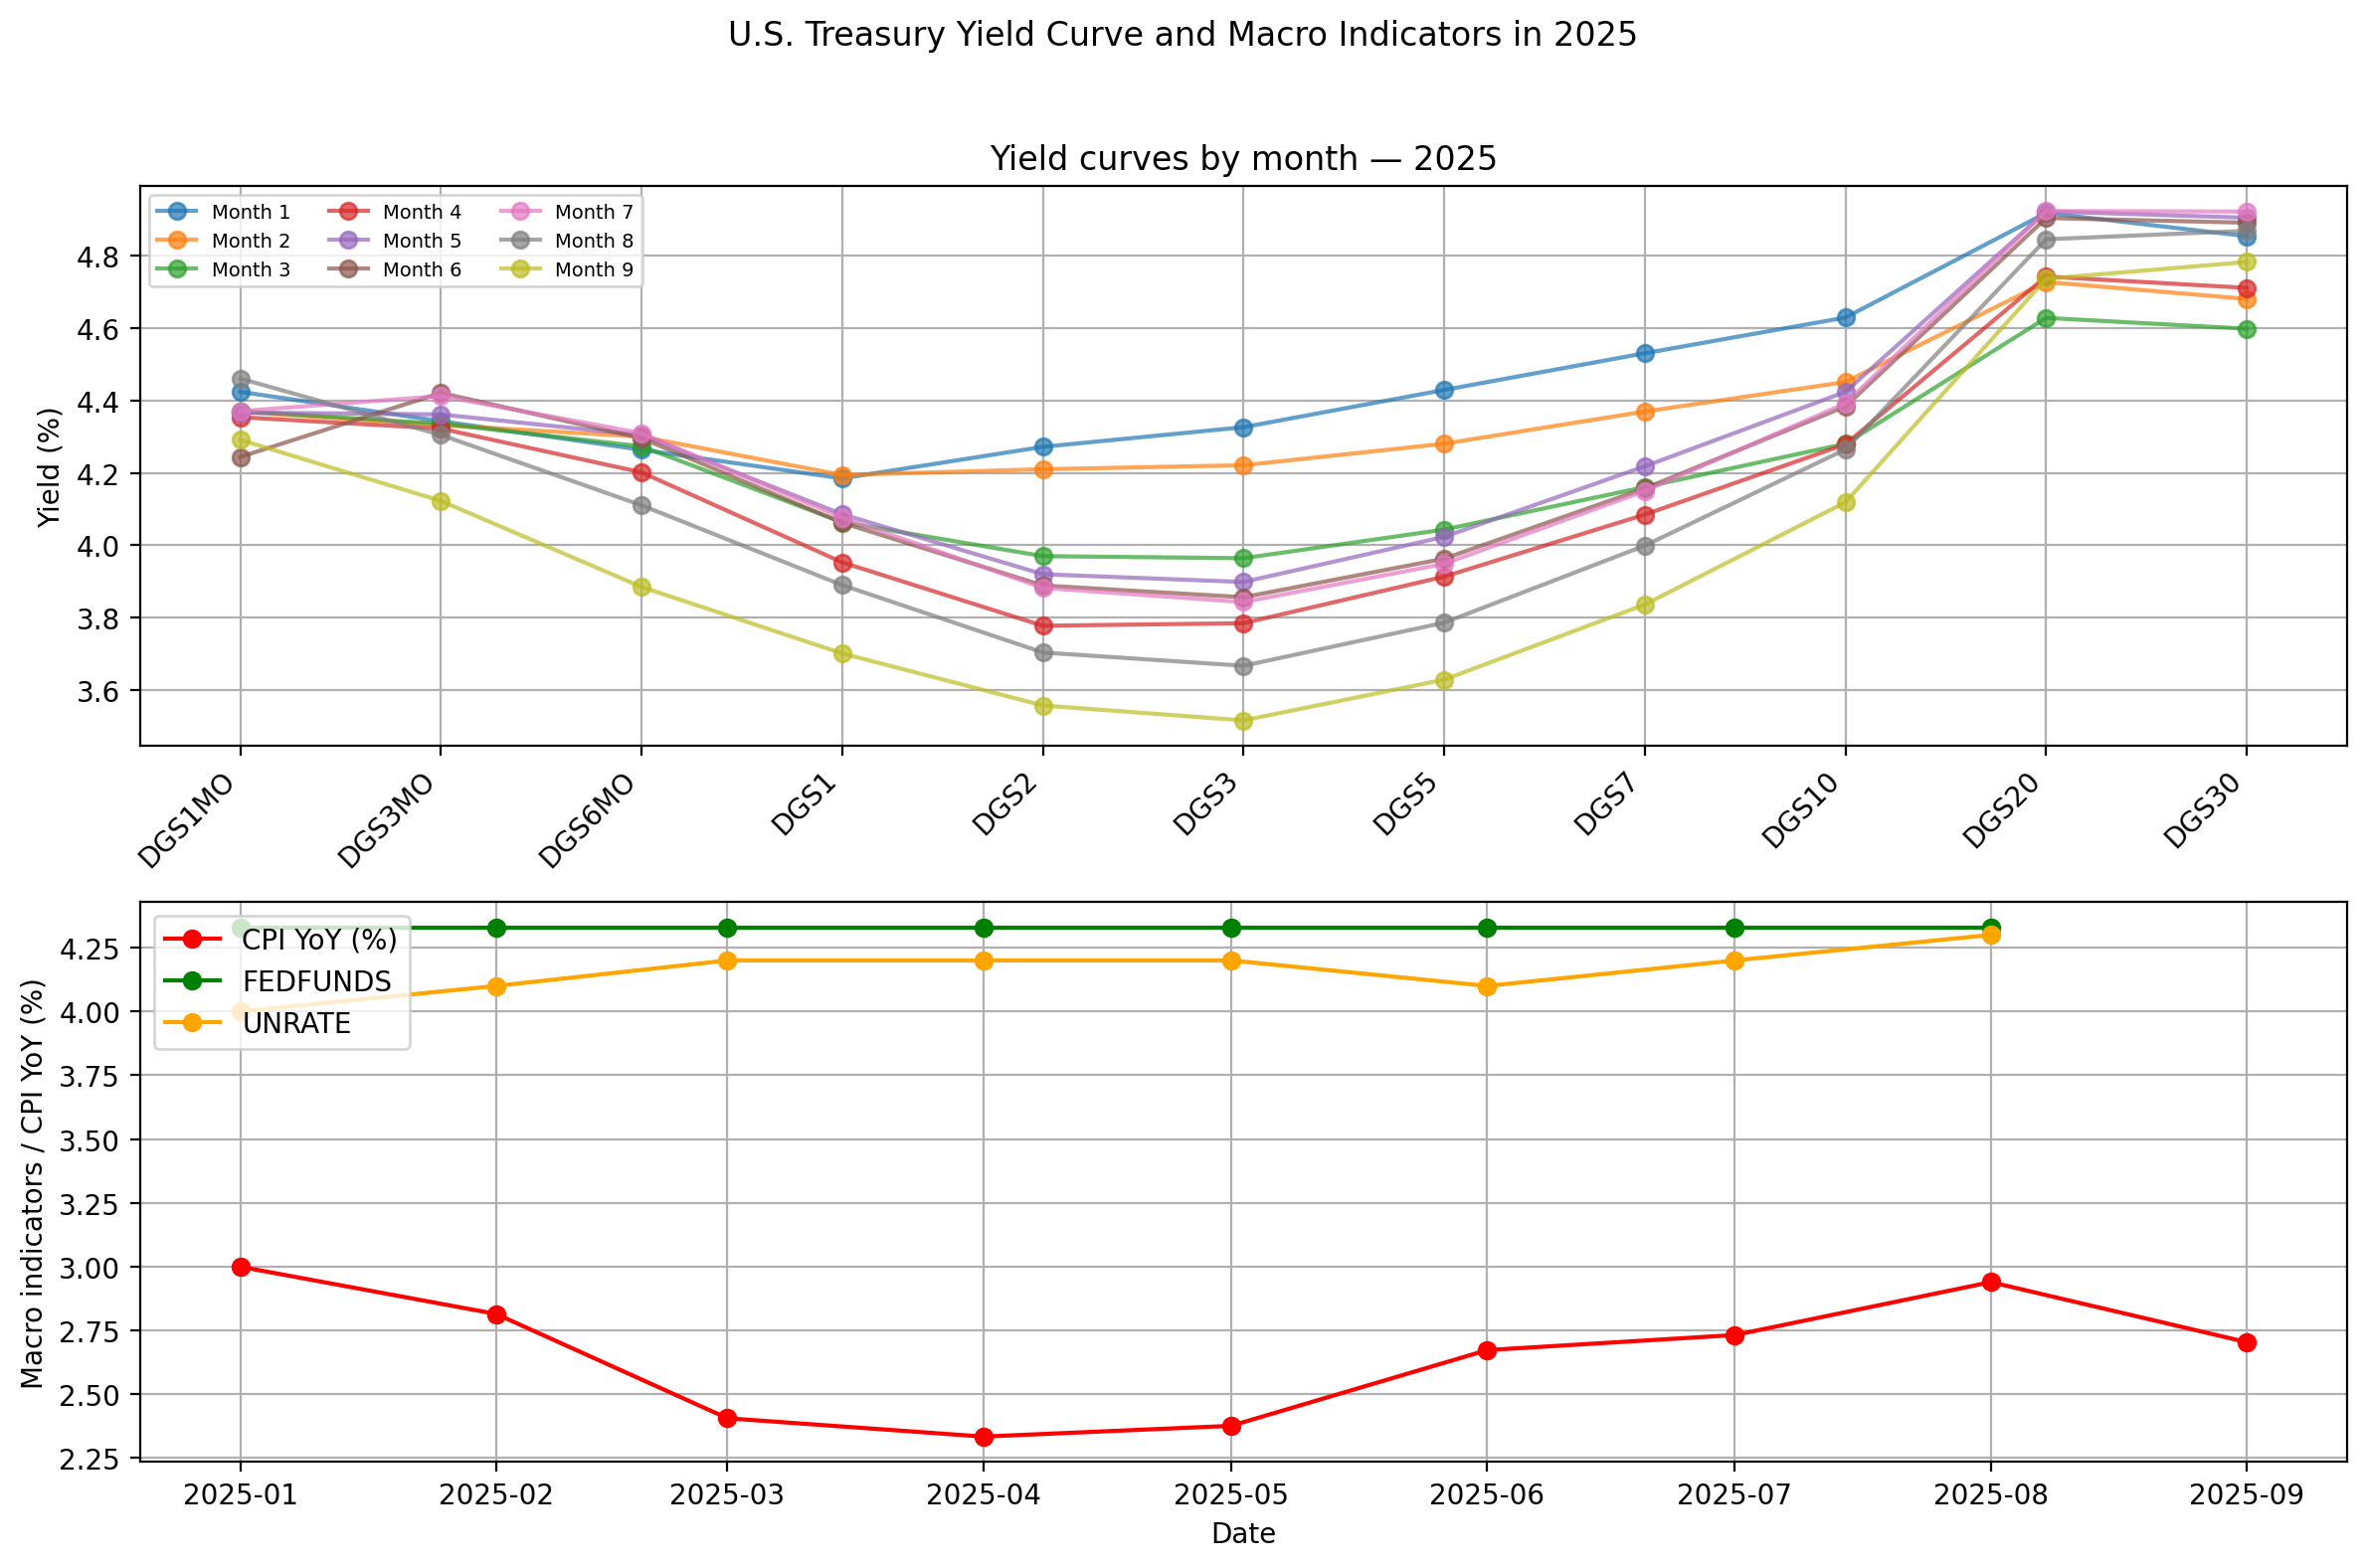 U.S. Treasury Yield Curve and Macro Indicators in 2025
Yield curves by month — 2025
Month 1 Month 4 Month 7
Month 2 Month 5 Month 8
Month 3 Month 6 Month 9
Yield (%)
4.8
4.6
4.4
4.2
4.0
3.8
3.6
DGS1MO DGS3MO DGS6MO DGS1 DGS2 DGS3 DGS5 DGS7 DGS10 DGS20 DGS30
CPI YoY (%)
FEDFUNDS
UNRATE
Macro indicators / CPI YoY (%)
4.25
4.00
3.75
3.50
3.25
3.00
2.75
2.50
2.25
2025-01 2025-02 2025-03 2025-04 2025-05 2025-06 2025-07 2025-08 2025-09
Date